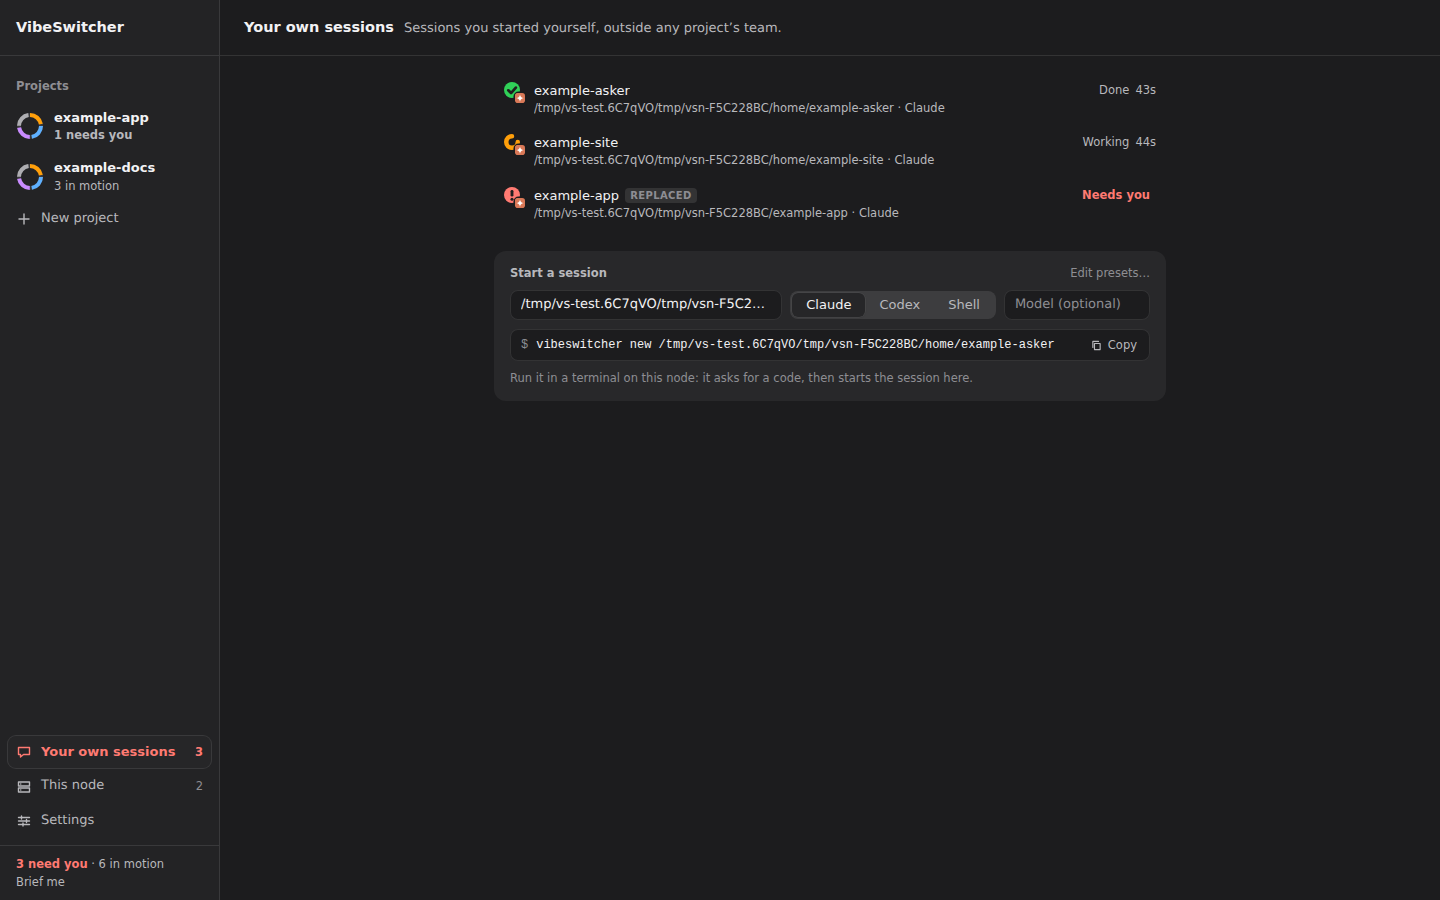 VibeSwitcher
Projects
example-app
1 needs you
example-docs
3 in motion
New project
Your own sessions 3
This node 2
Settings
3 need you · 6 in motion
Brief me
Your own sessions Sessions you started yourself, outside any project’s team.
example-asker Done 43s
/tmp/vs-test.6C7qVO/tmp/vsn-F5C228BC/home/example-asker · Claude
example-site Working 44s
/tmp/vs-test.6C7qVO/tmp/vsn-F5C228BC/home/example-site · Claude
example-app REPLACED Needs you
/tmp/vs-test.6C7qVO/tmp/vsn-F5C228BC/example-app · Claude
Start a session Edit presets…
/tmp/vs-test.6C7qVO/tmp/vsn-F5C2… Claude Codex Shell Model (optional)
$ vibeswitcher new /tmp/vs-test.6C7qVO/tmp/vsn-F5C228BC/home/example-asker Copy
Run it in a terminal on this node: it asks for a code, then starts the session here.